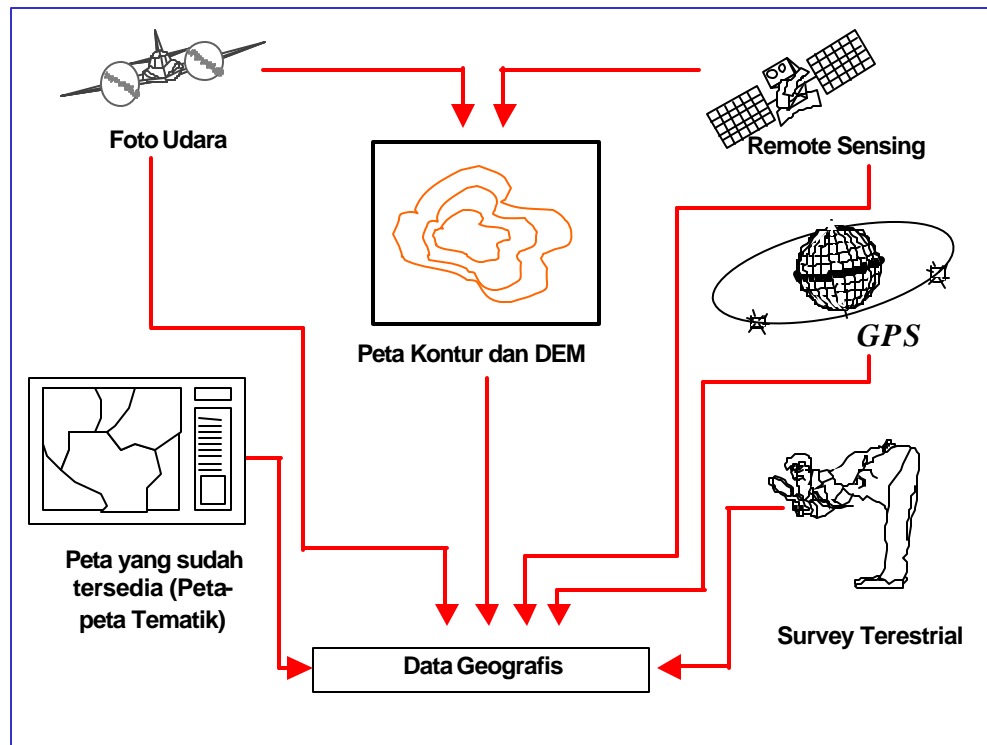 Foto Udara
Remote Sensing
GPS
Peta Kontur dan DEM
Peta yang sudah
tersedia (Peta-
peta Tematik)
Survey Terestrial
Data Geografis